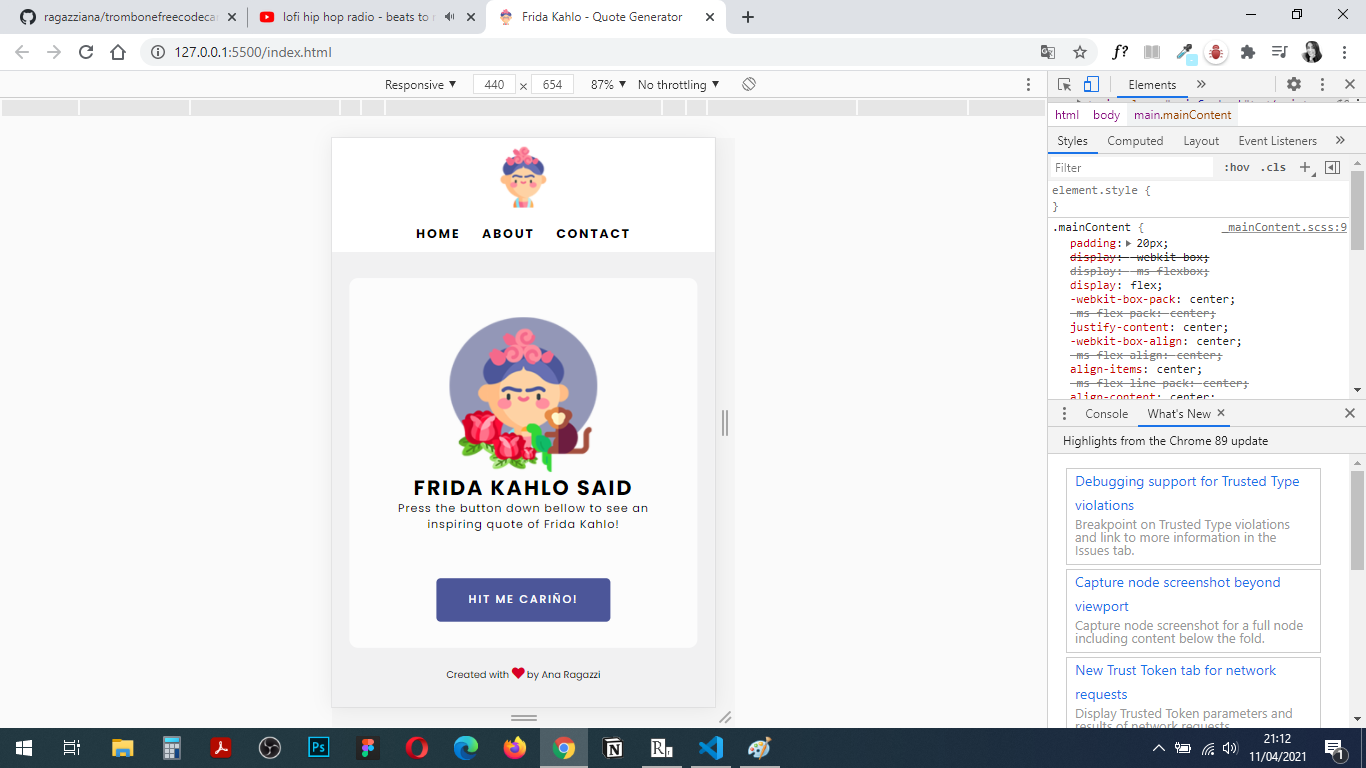 ragazziana/trombonefreecodecar
lofi hip hop radio - beats to r
Frida Kahlo - Quote Generator
127.0.0.1:5500/index.html
f?
Responsive 440 × 654 87% No throttling
Elements
html body main.mainContent
Styles Computed Layout Event Listeners
Filter :hov .cls
element.style {
}
.mainContent { _mainContent.scss:9
padding: 20px;
display: -webkit-box;
display: -ms-flexbox;
display: flex;
-webkit-box-pack: center;
-ms-flex-pack: center;
justify-content: center;
-webkit-box-align: center;
-ms-flex-align: center;
align-items: center;
-ms-flex-line-pack: center;
align-content: center;
HOME ABOUT CONTACT
FRIDA KAHLO SAID
Press the button down bellow to see an
inspiring quote of Frida Kahlo!
HIT ME CARIÑO!
Created with by Ana Ragazzi
Console What's New
Highlights from the Chrome 89 update
Debugging support for Trusted Type
violations
Breakpoint on Trusted Type violations
and link to more information in the
Issues tab.
Capture node screenshot beyond
viewport
Capture node screenshot for a full node
including content below the fold.
New Trust Token tab for network
requests
Display Trusted Token parameters and
results of network requests
Ps
21:12
11/04/2021
1